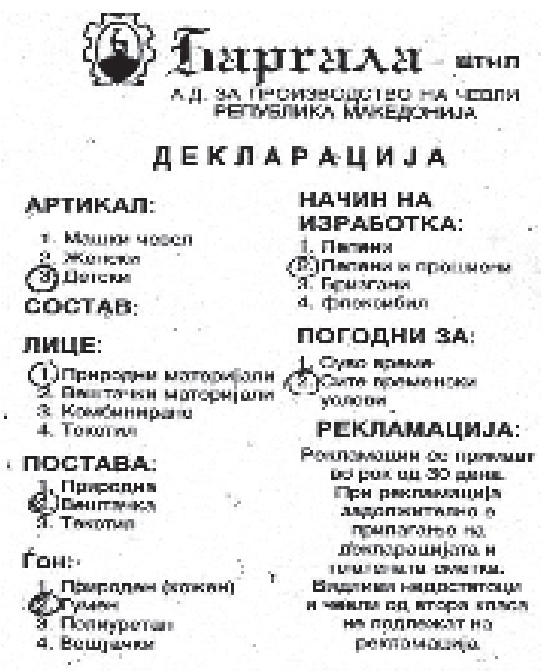 Баргала - ШТИП
А.Д. ЗА ПРОИЗВОДСТВО НА ЧЕВЛИ
РЕПУБЛИКА МАКЕДОНИЈА
ДЕКЛАРАЦИЈА
АРТИКАЛ:
1. Машки чевел
2. Женски
3. Детски
СОСТАВ:
ЛИЦЕ:
1. Природни материјали
2. Вештачки материјали
3. Комбинирано
4. Текстил
ПОСТАВА:
1. Природна
2. Вештачка
3. Текстил
Ѓон:
1. Природен (кожен)
2. Гумен
3. Полиуретан
4. Вештачки
НАЧИН НА
ИЗРАБОТКА:
1. Лепени
2. Лепени и прошиени
3. Бризгани
4. флексибил
ПОГОДНИ ЗА:
1. Суво време
2. Сите временски
услови
РЕКЛАМАЦИЈА:
Рекламации се примаат
во рок од 30 дена.
При рекламација
задолжително е
прилагање на
декларацијата и
платената сметка.
Видливи недостатоци
и чевли од втора класа
не подлежат на
рекламација